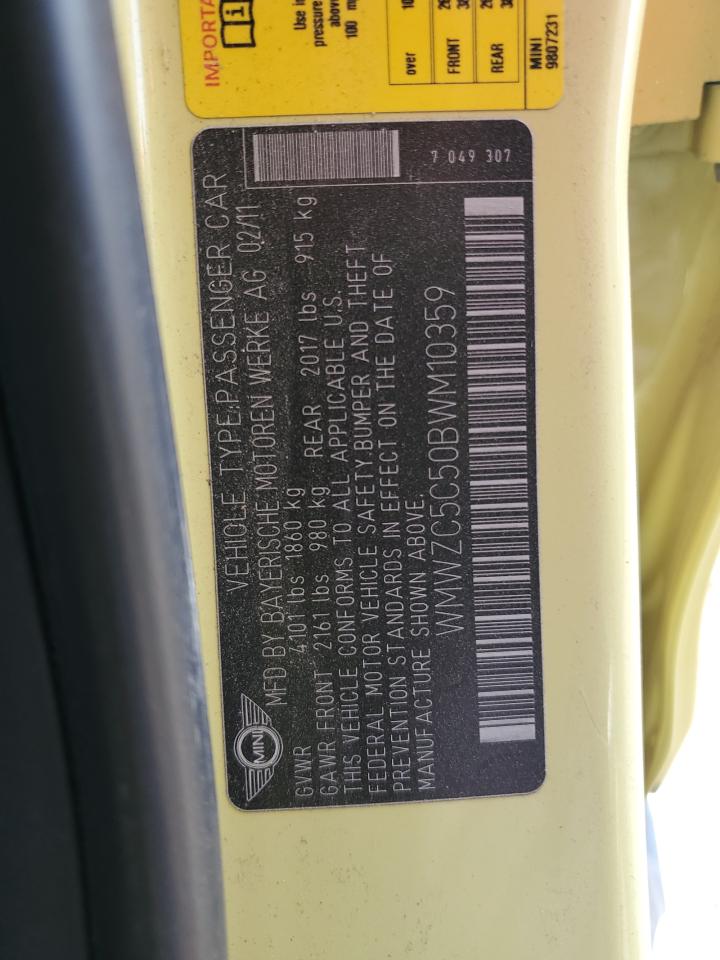 IMPORTA
Use i
pressure
above
100 m
over 10
FRONT
REAR
MINI
9807231
7 049 307
VEHICLE TYPE:PASSENGER CAR
MFD BY BAYERISCHE MOTOREN WERKE AG 02/11
GVWR 4101 lbs 1860 kg
GAWR FRONT 2161 lbs 980 kg REAR 2017 lbs 915 kg
THIS VEHICLE CONFORMS TO ALL APPLICABLE U.S.
FEDERAL MOTOR VEHICLE SAFETY,BUMPER AND THEFT
PREVENTION STANDARDS IN EFFECT ON THE DATE OF
MANUFACTURE SHOWN ABOVE.
WMWZC5C50BWM10359
MINI